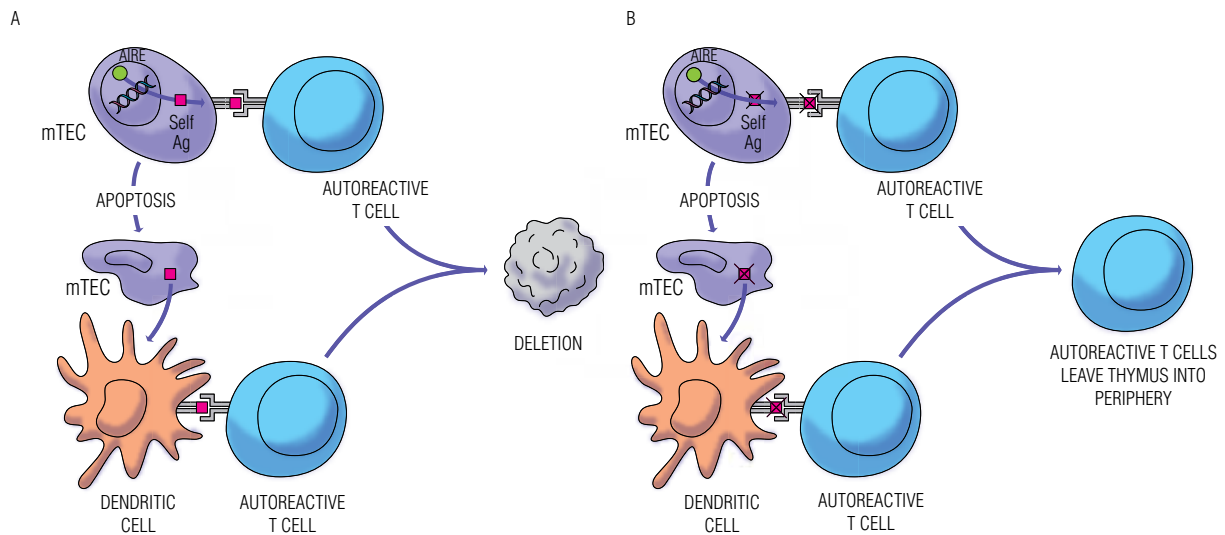 A
AIRE
mTEC
Self
Ag
APOPTOSIS
AUTOREACTIVE
T CELL
mTEC
DELETION
DENDRITIC
CELL
AUTOREACTIVE
T CELL
B
AIRE
mTEC
Self
Ag
APOPTOSIS
AUTOREACTIVE
T CELL
mTEC
AUTOREACTIVE T CELLS
LEAVE THYMUS INTO
PERIPHERY
DENDRITIC
CELL
AUTOREACTIVE
T CELL